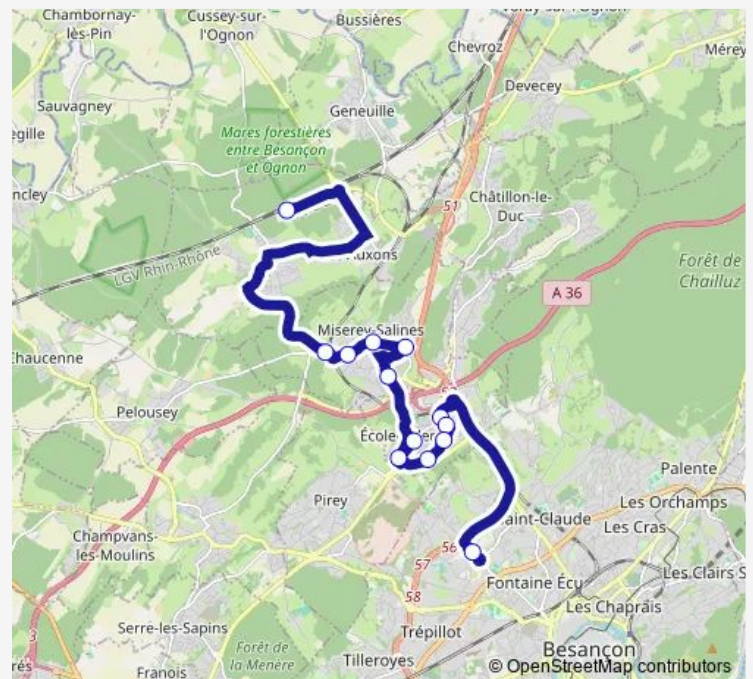 Chambornay-
lès-Pin
Cussey-sur-
l'Ognon
Bussières
Chevroz
Mérey
Devecey
Sauvagney
Geneuille
Mares forestières
entre Besançon
et Ognon
51
Châtillon-le-
Duc
LGV Rhin-Rhône
Auxons
Forêt de
Chailluz
A 36
Miserey-Salines
Chaucenne
Pelousey
École
Pirey
Palente
Les Orchamps
Saint-Claude
Les Cras
Champvans-
les-Moulins
56
57
58
Fontaine Écu
Les Clairs S
Les Chaprais
Serre-les-Sapins
Trépillot
3
Forêt de
la Menère
Tilleroyes
Besançon
Franois
© OpenStreetMap contributors